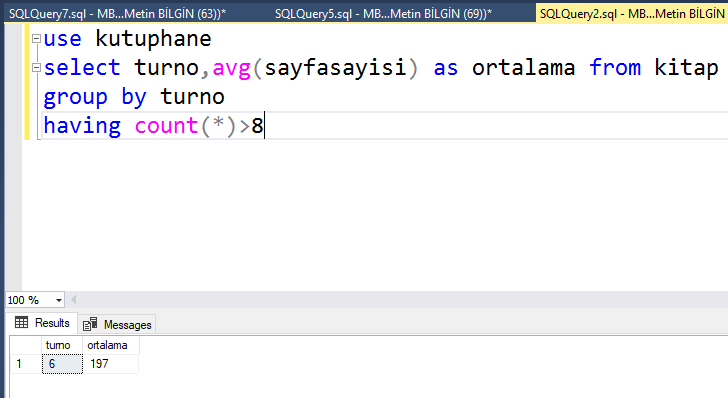 SQLQuery7.sql - MB...Metin BİLGİN (63))* SQLQuery5.sql - MB...Metin BİLGİN (69))* SQLQuery2.sql - MB...Metin BİLGİN
use kutuphane
select turno,avg(sayfasayisi) as ortalama from kitap
group by turno
having count(*)>8
100 %
Results Messages
turno ortalama
1 6 197